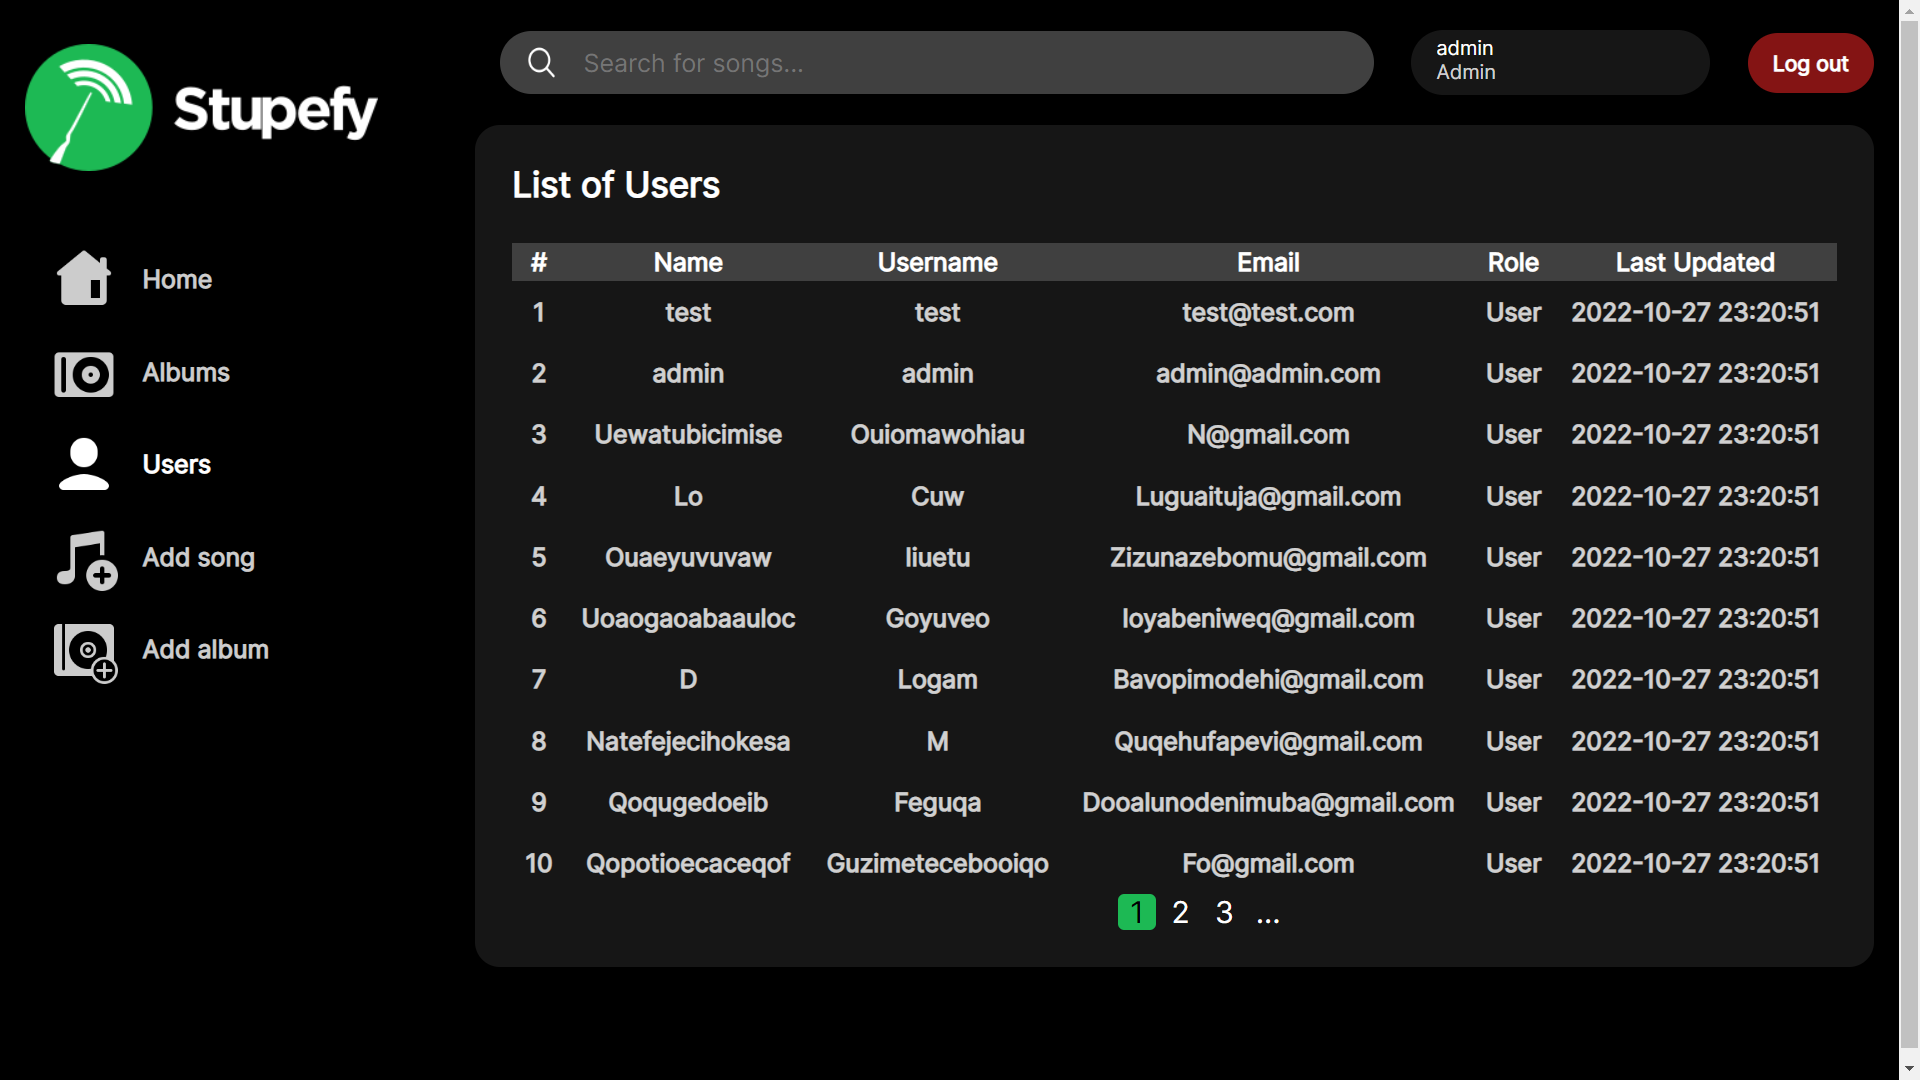 Stupefy
Search for songs...
admin
Admin
Log out
Home
Albums
Users
Add song
Add album
List of Users
# Name Username Email Role Last Updated
1 test test test@test.com User 2022-10-27 23:20:51
2 admin admin admin@admin.com User 2022-10-27 23:20:51
3 Uewatubicimise Ouiomawohiau N@gmail.com User 2022-10-27 23:20:51
4 Lo Cuw Luguaituja@gmail.com User 2022-10-27 23:20:51
5 Ouaeyuvuvaw Iiuetu Zizunazebomu@gmail.com User 2022-10-27 23:20:51
6 Uoaogaoabaauloc Goyuveo Ioyabeniweq@gmail.com User 2022-10-27 23:20:51
7 D Logam Bavopimodehi@gmail.com User 2022-10-27 23:20:51
8 Natefejecihokesa M Quqehufapevi@gmail.com User 2022-10-27 23:20:51
9 Qoqugedoeib Feguqa Dooalunodenimuba@gmail.com User 2022-10-27 23:20:51
10 Qopotioecaceqof Guzimetecebooiqo Fo@gmail.com User 2022-10-27 23:20:51
1 2 3 ...